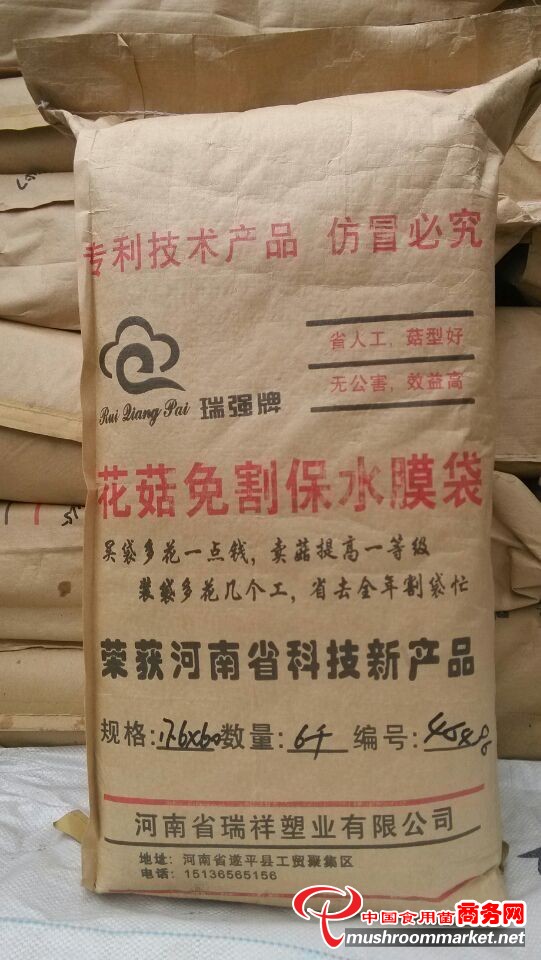 专利技术产品 仿冒必究
省人工，菇型好
无公害，效益高
Rui Qiang Pai 瑞强牌
花菇免割保水膜袋
买袋多花一点钱，卖菇提高一等级
装袋多花几个工，省去全年割袋忙
荣获河南省科技新产品
规格:17.6x60 数量:6千 编号:
河南省瑞祥塑业有限公司
地址：河南省遂平县工贸聚集区
电话：15136565156
中国食用菌商务网
mushroommarket.net